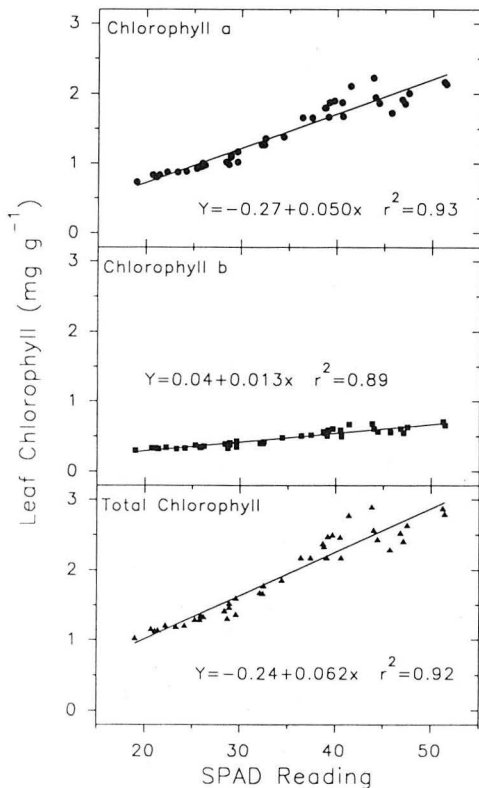 Leaf Chlorophyll (mg g⁻¹)
3
Chlorophyll a
2
1
Y=−0.27+0.050x r²=0.93
0
3
Chlorophyll b
2
Y=0.04+0.013x r²=0.89
1
0
3
Total Chlorophyll
2
1
Y=−0.24+0.062x r²=0.92
0
20 30 40 50
SPAD Reading